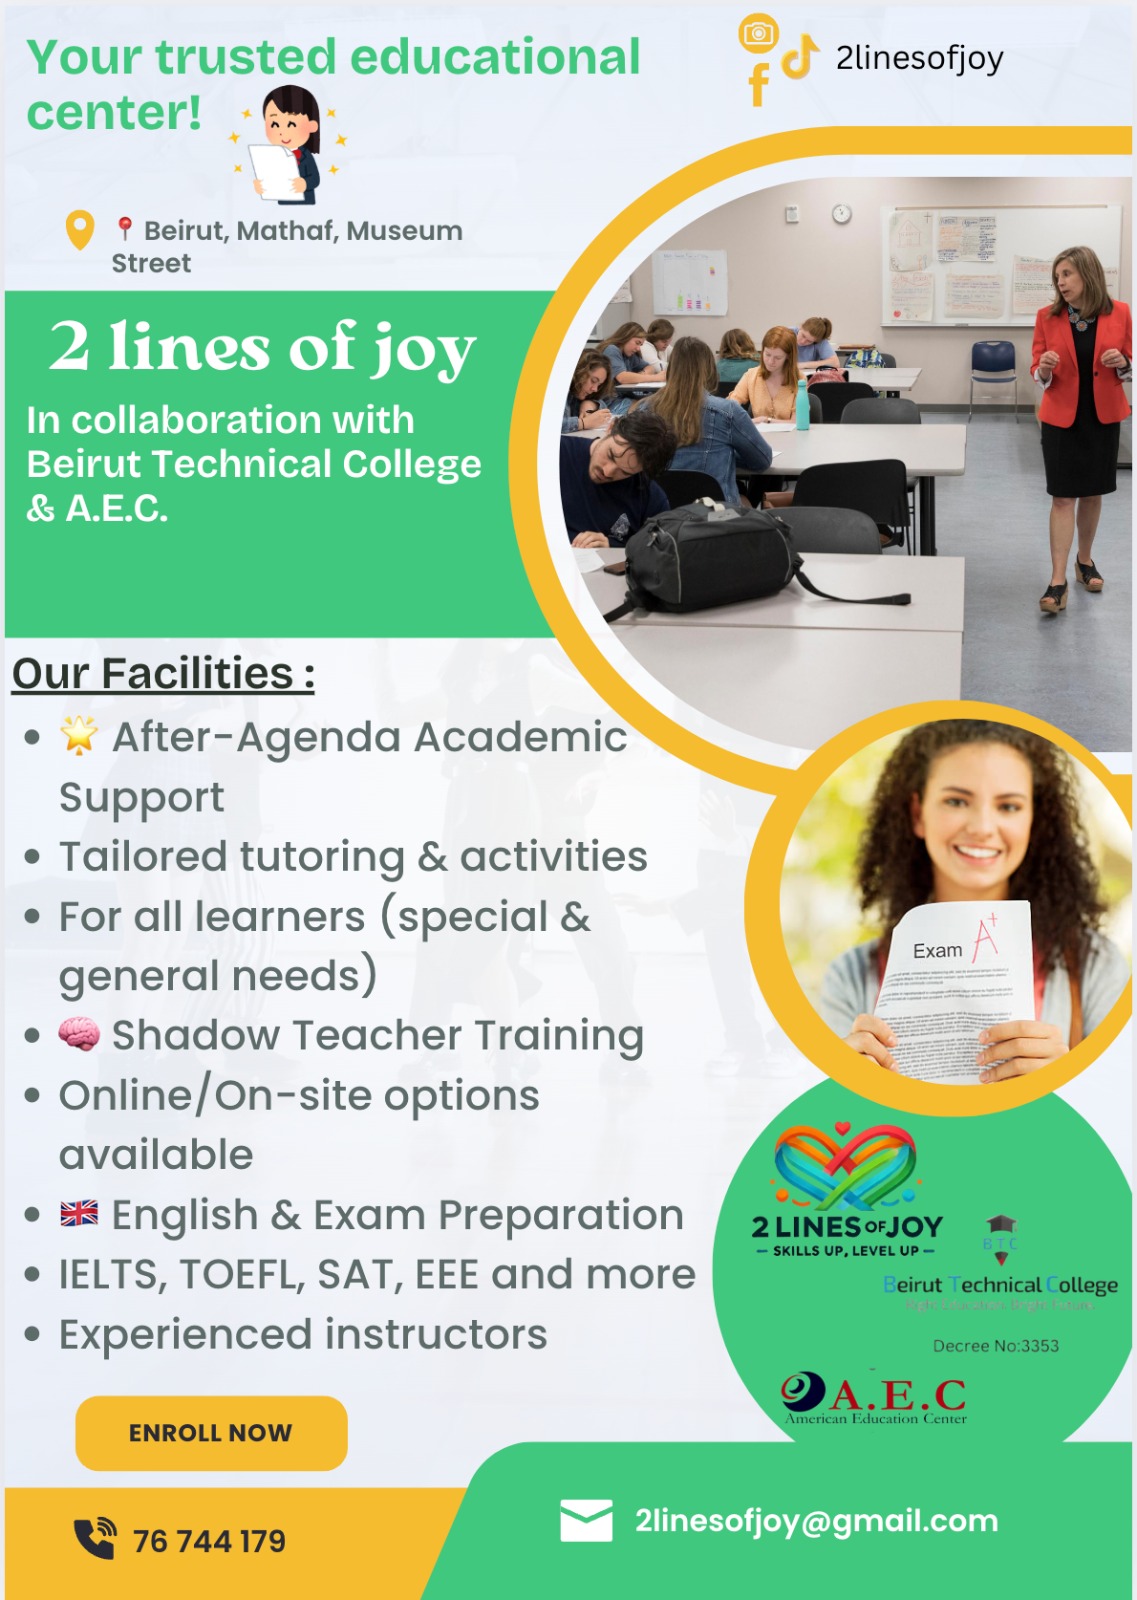 Your trusted educational
center!
2linesofjoy
📍 Beirut, Mathaf, Museum
Street
2 lines of joy
In collaboration with
Beirut Technical College
& A.E.C.
Our Facilities :
• 🌟 After-Agenda Academic
Support
• Tailored tutoring & activities
• For all learners (special &
general needs)
• 🧠 Shadow Teacher Training
• Online/On-site options
available
• 🇬🇧 English & Exam Preparation
• IELTS, TOEFL, SAT, EEE and more
• Experienced instructors
Exam A+
2 LINES OF JOY
– SKILLS UP, LEVEL UP –
BTC
Beirut Technical College
Decree No:3353
A.E.C
American Education Center
ENROLL NOW
76 744 179
2linesofjoy@gmail.com